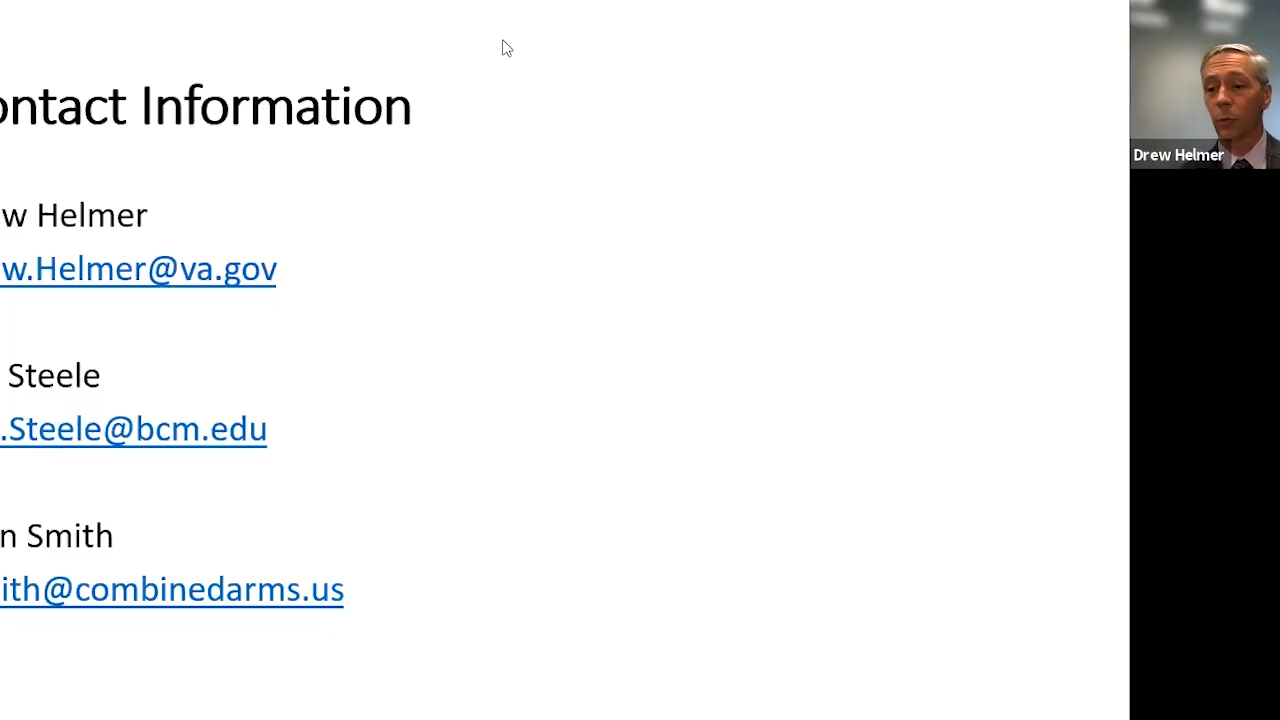 ontact Information
w Helmer
w.Helmer@va.gov
Steele
.Steele@bcm.edu
n Smith
ith@combinedarms.us
Drew Helmer